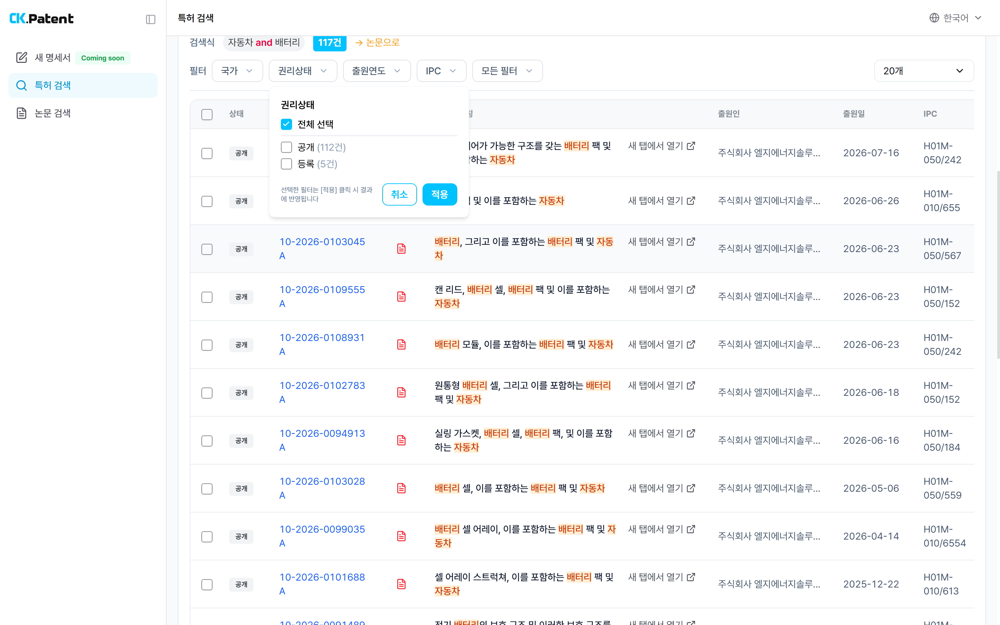 CK.Patent
특허 검색
한국어
새 명세서 Coming soon
특허 검색
논문 검색
검색식 자동차 and 배터리 117건 → 논문으로
필터 국가 권리상태 출원연도 IPC 모든 필터 20개
상태 출원인 출원일 IPC
권리상태
전체 선택
공개 (112건)
등록 (5건)
선택한 필터는 [적용] 클릭 시 결과
에 반영됩니다
취소 적용
공개 어가 가능한 구조를 갖는 배터리 팩 및 새 탭에서 열기 주식회사 엘지에너지솔루... 2026-07-16 H01M-
하는 자동차 050/242
공개 및 이를 포함하는 자동차 새 탭에서 열기 주식회사 엘지에너지솔루... 2026-06-26 H01M-
010/655
공개 10-2026-0103045 배터리, 그리고 이를 포함하는 배터리 팩 및 자동 새 탭에서 열기 주식회사 엘지에너지솔루... 2026-06-23 H01M-
A 차 050/567
공개 10-2026-0109555 캔 리드, 배터리 셀, 배터리 팩 및 이를 포함하는 새 탭에서 열기 주식회사 엘지에너지솔루... 2026-06-23 H01M-
A 자동차 050/152
공개 10-2026-0108931 배터리 모듈, 이를 포함하는 배터리 팩 및 자동차 새 탭에서 열기 주식회사 엘지에너지솔루... 2026-06-23 H01M-
A 050/242
공개 10-2026-0102783 원통형 배터리 셀, 그리고 이를 포함하는 배터리 새 탭에서 열기 주식회사 엘지에너지솔루... 2026-06-18 H01M-
A 팩 및 자동차 050/152
공개 10-2026-0094913 실링 가스켓, 배터리 셀, 배터리 팩, 및 이를 포함 새 탭에서 열기 주식회사 엘지에너지솔루... 2026-06-16 H01M-
A 하는 자동차 050/184
공개 10-2026-0103028 배터리 셀, 이를 포함하는 배터리 팩 및 자동차 새 탭에서 열기 주식회사 엘지에너지솔루... 2026-05-06 H01M-
A 050/559
공개 10-2026-0099035 배터리 셀 어레이, 이를 포함하는 배터리 팩 및 자 새 탭에서 열기 주식회사 엘지에너지솔루... 2026-04-14 H01M-
A 동차 010/6554
공개 10-2026-0101688 셀 어레이 스트럭쳐, 이를 포함하는 배터리 팩 및 새 탭에서 열기 주식회사 엘지에너지솔루... 2025-12-22 H01M-
A 자동차 010/613
10-2026-0091489 전기 배터리의 보호 구조 및 이러한 보호 구조를 새 탭에서 열기 H01M-